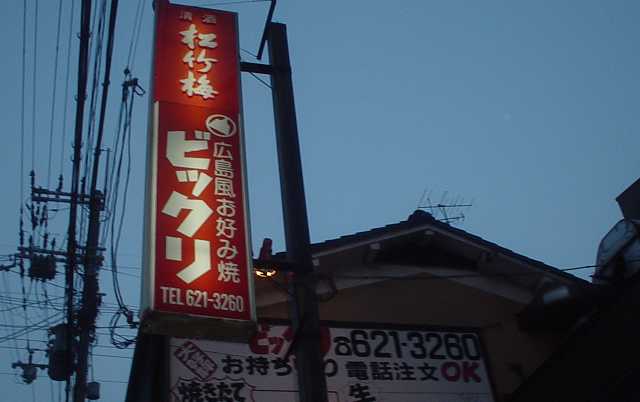 清酒
松竹梅
広島風お好み焼
ビックリ
TEL 621-3260
ビックリ ☎621-3260
お持ち帰り 電話注文OK
焼きたて
生